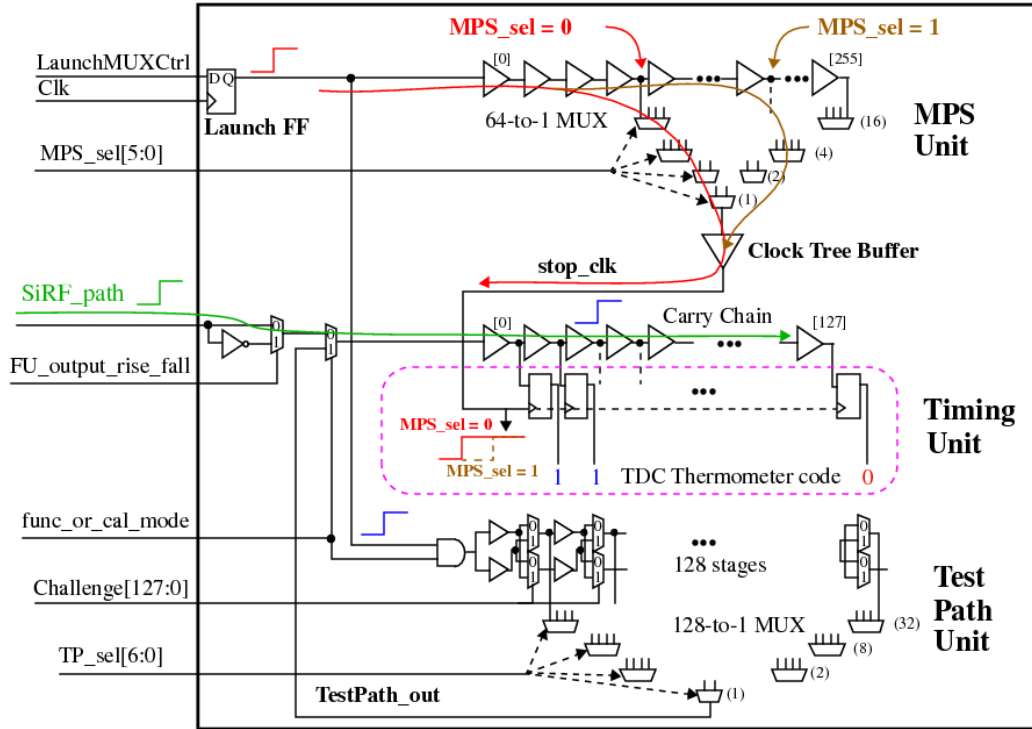 MPS_sel = 0
MPS_sel = 1
LaunchMUXCtrl
D Q
[0]
[255]
Clk
Launch FF
64-to-1 MUX
(16)
MPS
Unit
MPS_sel[5:0]
(4)
(2)
(1)
Clock Tree Buffer
stop_clk
SiRF_path
[0]
Carry Chain
[127]
0
1
0
1
FU_output_rise_fall
Timing
Unit
MPS_sel = 0
MPS_sel = 1
1
1
TDC Thermometer code
0
func_or_cal_mode
0
1
0
1
0
1
0
1
0
1
0
1
128 stages
Challenge[127:0]
Test
Path
Unit
128-to-1 MUX
(32)
(8)
TP_sel[6:0]
(2)
TestPath_out
(1)